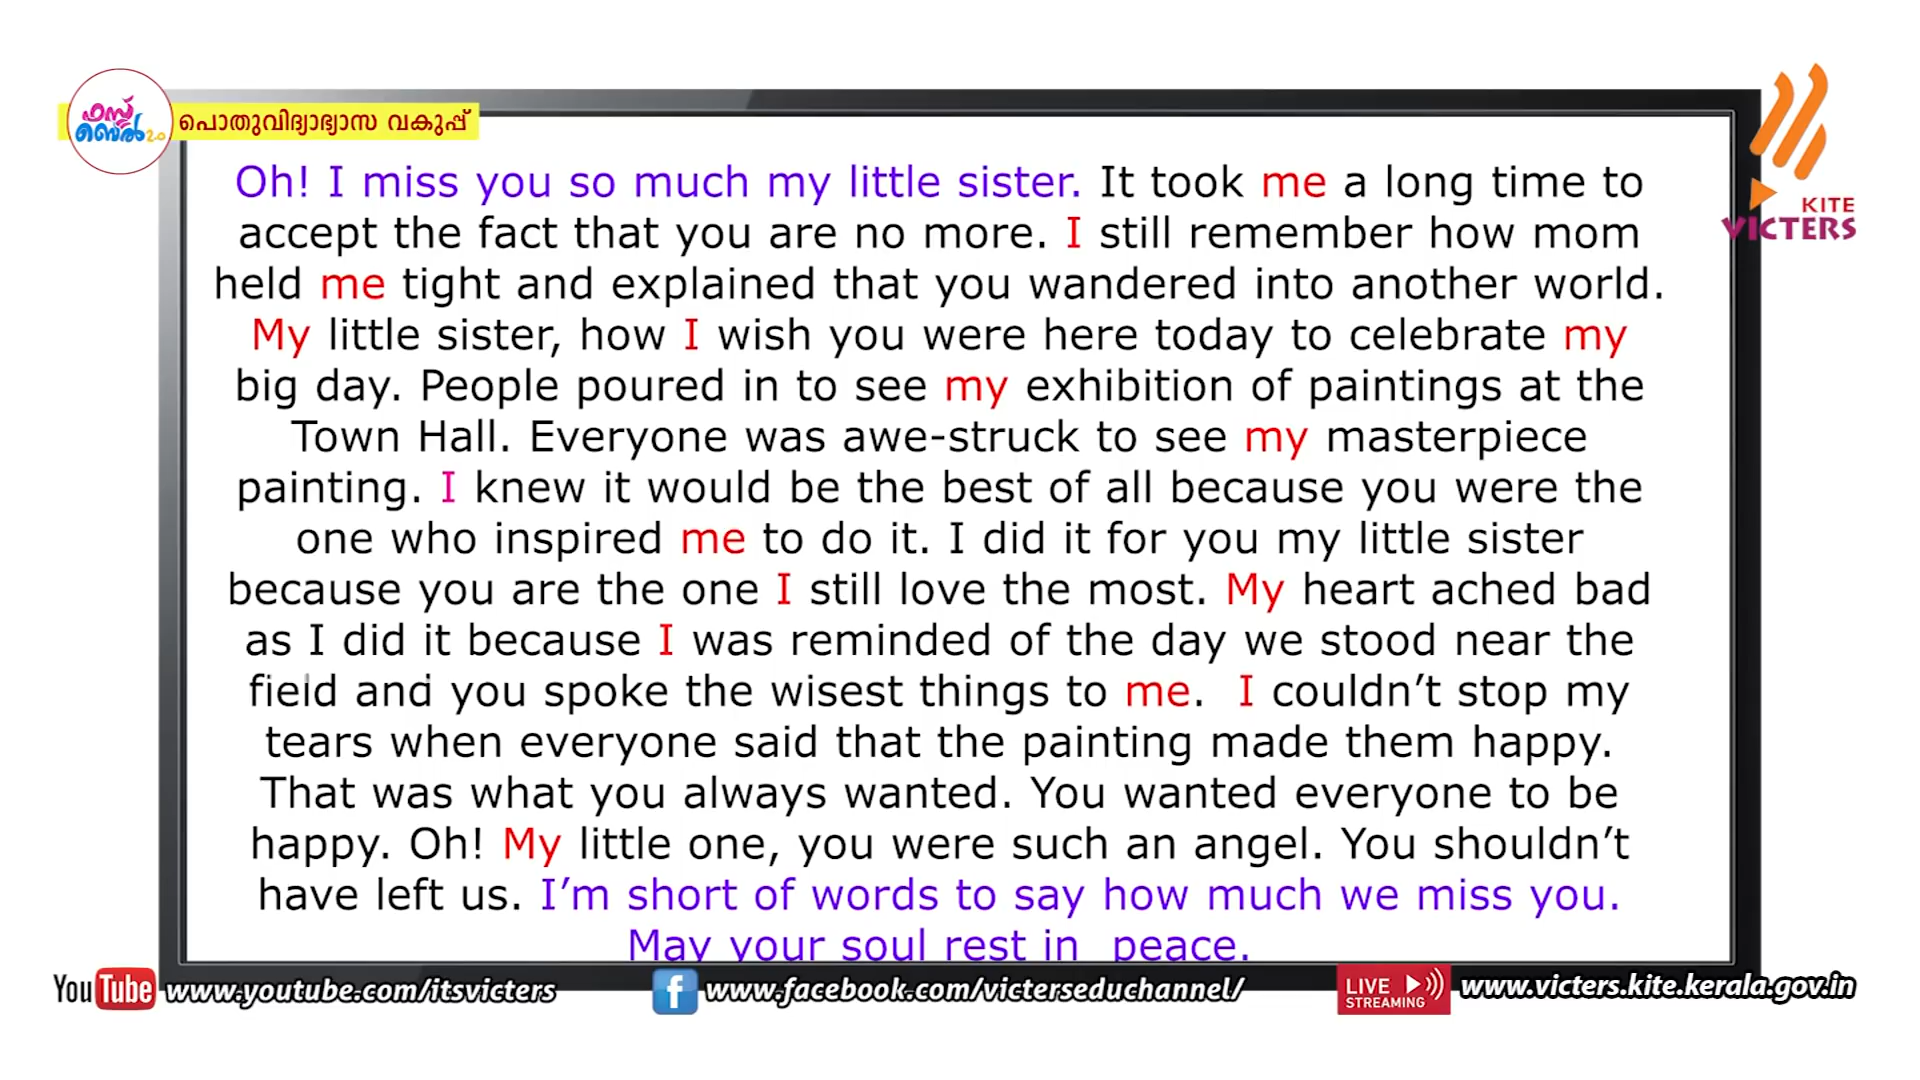 ഫസ്റ്റ്
ബെൽ 2.0
പൊതുവിദ്യാഭ്യാസ വകുപ്പ്
KITE
VICTERS
Oh! I miss you so much my little sister. It took me a long time to
accept the fact that you are no more. I still remember how mom
held me tight and explained that you wandered into another world.
My little sister, how I wish you were here today to celebrate my
big day. People poured in to see my exhibition of paintings at the
Town Hall. Everyone was awe-struck to see my masterpiece
painting. I knew it would be the best of all because you were the
one who inspired me to do it. I did it for you my little sister
because you are the one I still love the most. My heart ached bad
as I did it because I was reminded of the day we stood near the
field and you spoke the wisest things to me.  I couldn’t stop my
tears when everyone said that the painting made them happy.
That was what you always wanted. You wanted everyone to be
happy. Oh! My little one, you were such an angel. You shouldn’t
have left us. I’m short of words to say how much we miss you.
May your soul rest in  peace.
YouTube www.youtube.com/itsvicters
f www.facebook.com/victerseduchannel/
LIVE STREAMING www.victers.kite.kerala.gov.in